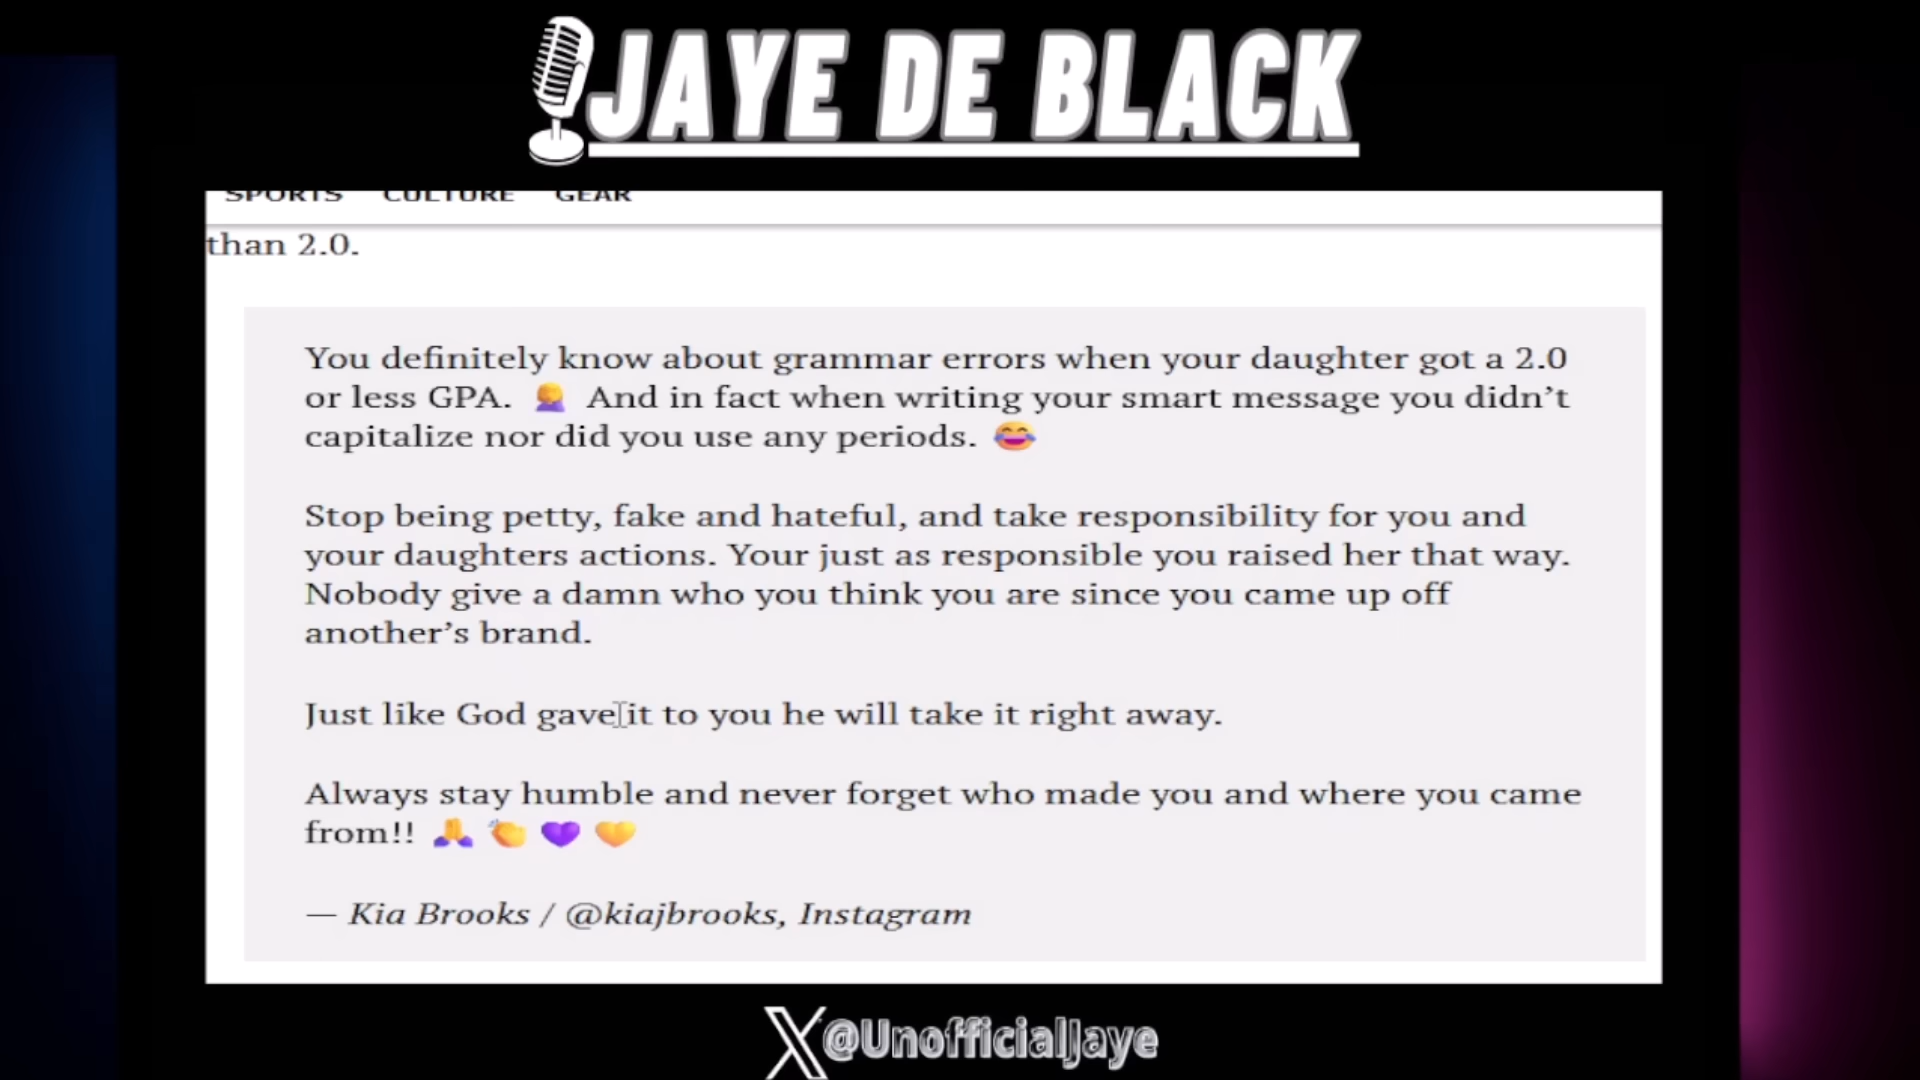 JAYE DE BLACK
SPORTS CULTURE GEAR
than 2.0.
You definitely know about grammar errors when your daughter got a 2.0
or less GPA. 🤦 And in fact when writing your smart message you didn’t
capitalize nor did you use any periods. 😂
Stop being petty, fake and hateful, and take responsibility for you and
your daughters actions. Your just as responsible you raised her that way.
Nobody give a damn who you think you are since you came up off
another’s brand.
Just like God gave it to you he will take it right away.
Always stay humble and never forget who made you and where you came
from!! 🙏 👏 💜 💛
— Kia Brooks / @kiajbrooks, Instagram
X@UnofficialJaye